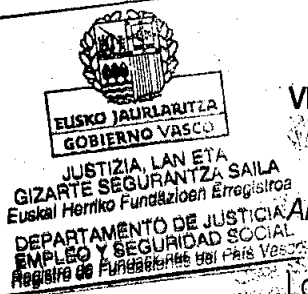 EUSKO JAURLARITZA
GOBIERNO VASCO
JUSTIZIA, LAN ETA
GIZARTE SEGURANTZA SAILA
Euskal Herriko Fundazioen Erregistroa
DEPARTAMENTO DE JUSTICIA
EMPLEO Y SEGURIDAD SOCIAL
Registro de Fundaciones del País Vasco